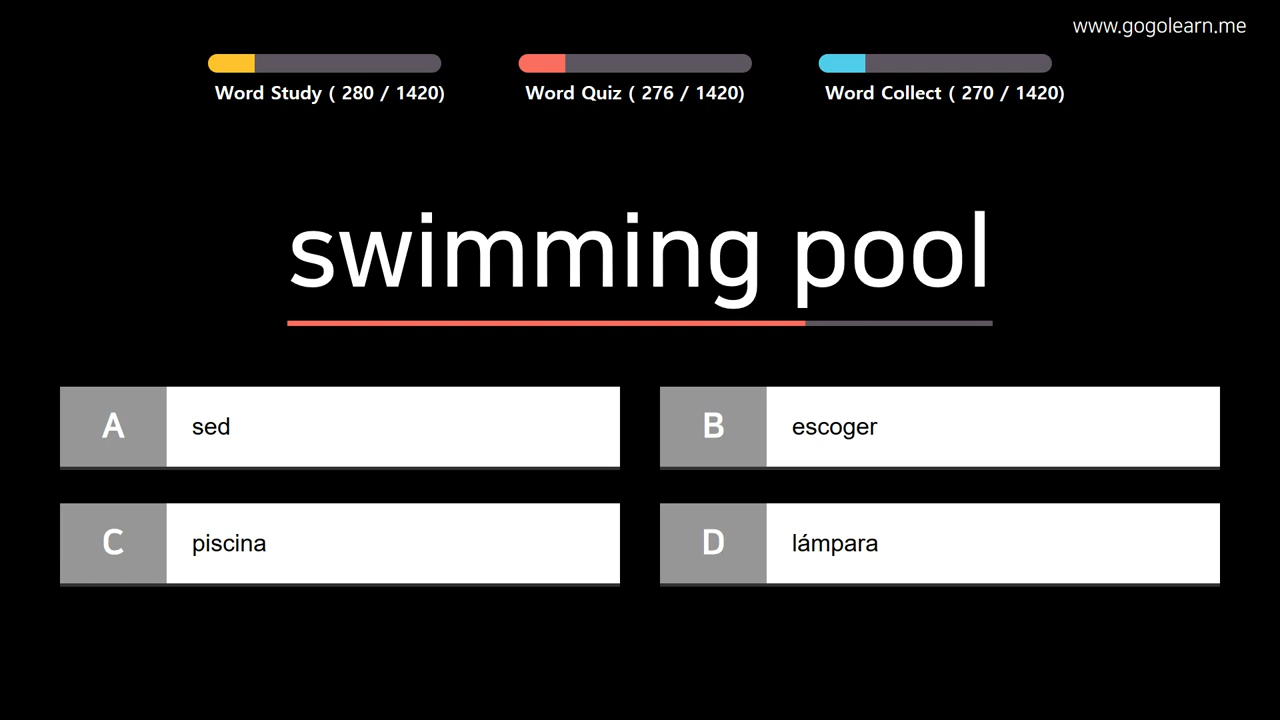 www.gogolearn.me
Word Study ( 280 / 1420)
Word Quiz ( 276 / 1420)
Word Collect ( 270 / 1420)
swimming pool
A sed
B escoger
C piscina
D lámpara